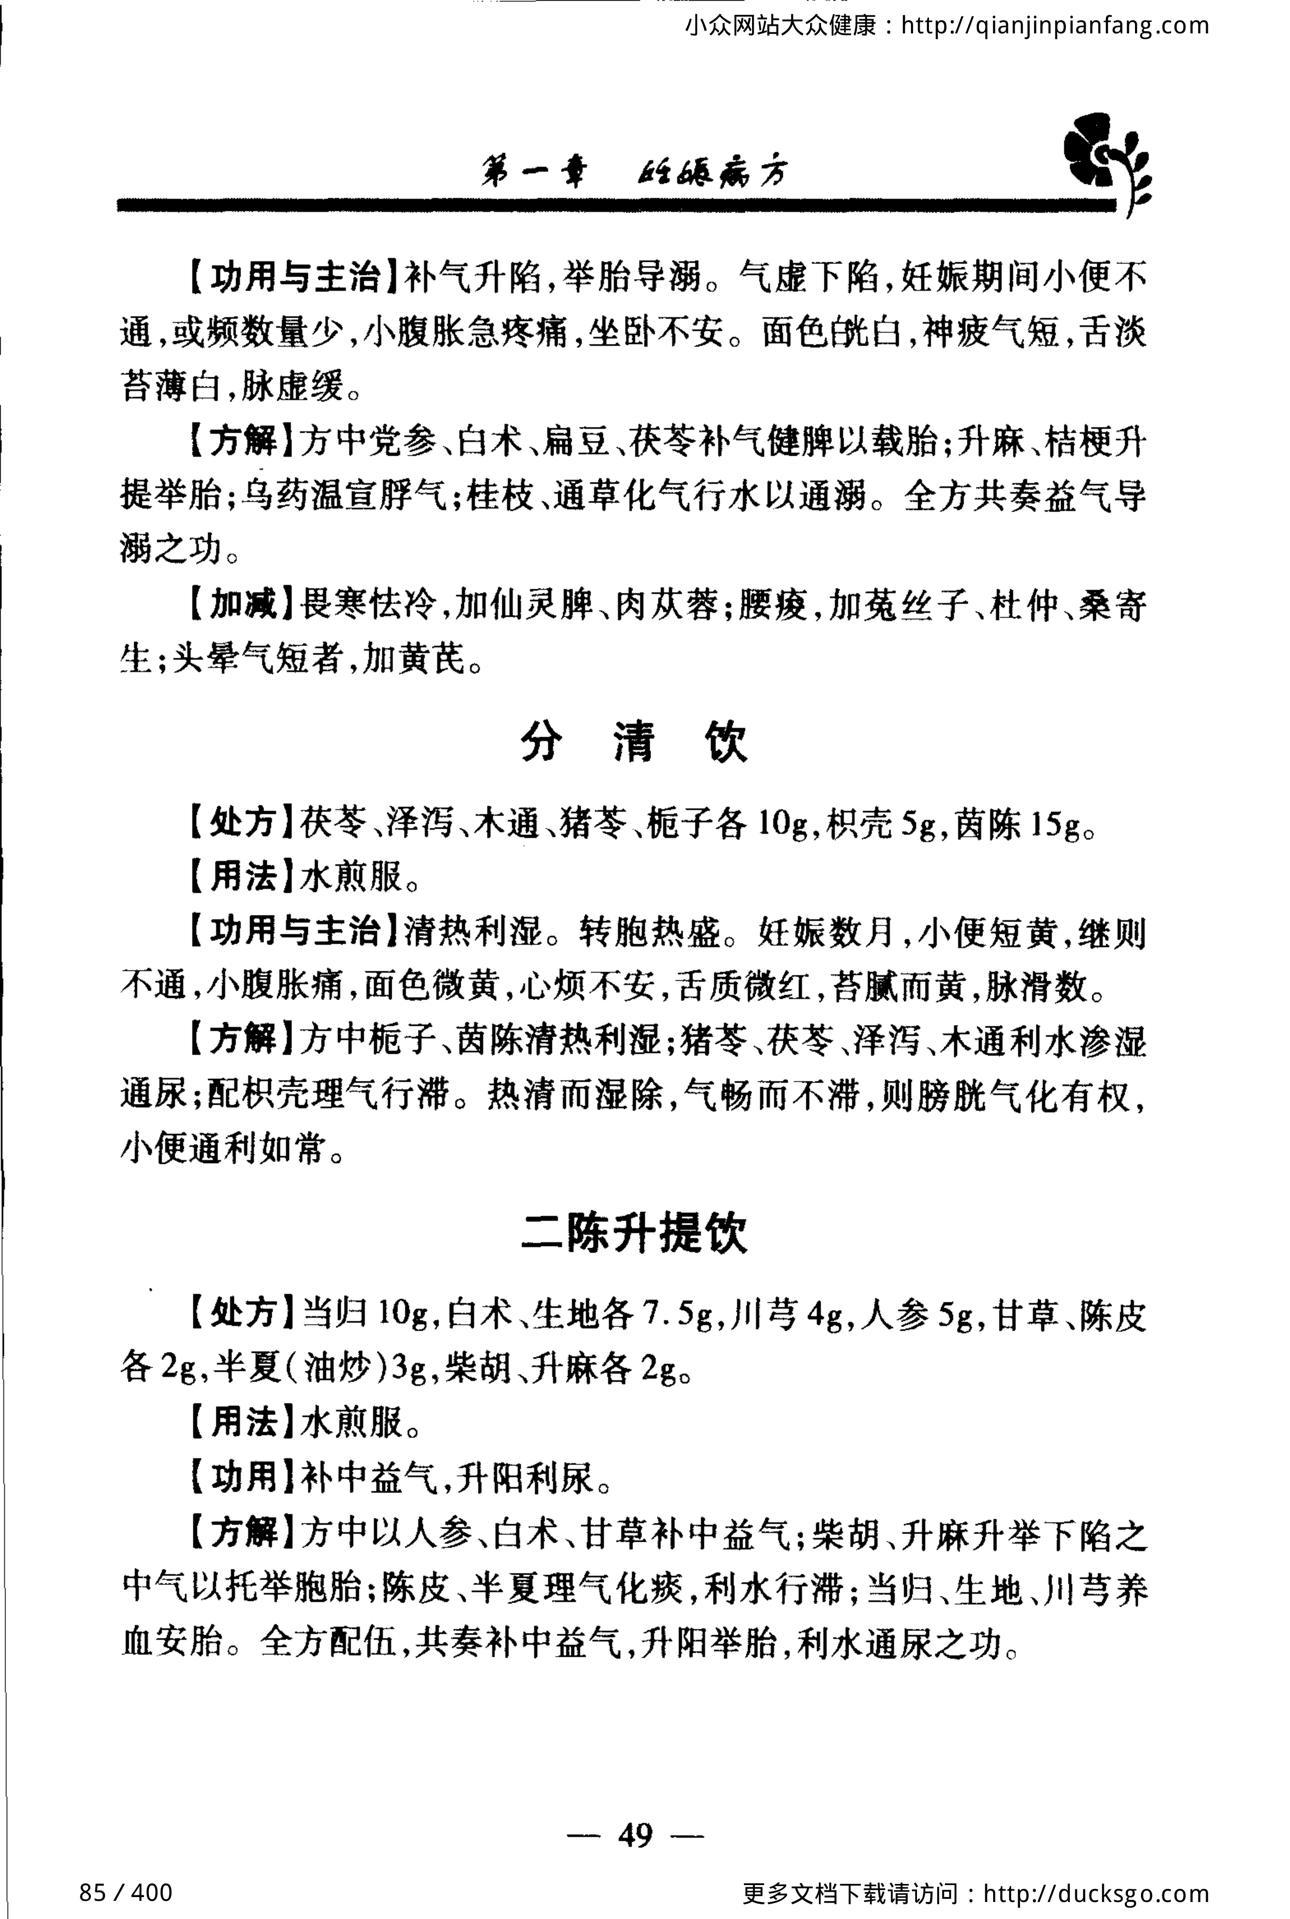 小众网站大众健康：http://qianjinpianfang.com
第一章 妊娠病方
【功用与主治】补气升陷,举胎导溺。气虚下陷,妊娠期间小便不
通,或频数量少,小腹胀急疼痛,坐卧不安。面色㿠白,神疲气短,舌淡
苔薄白,脉虚缓。
【方解】方中党参、白术、扁豆、茯苓补气健脾以载胎;升麻、桔梗升
提举胎;乌药温宣脬气;桂枝、通草化气行水以通溺。全方共奏益气导
溺之功。
【加减】畏寒怯冷,加仙灵脾、肉苁蓉;腰痠,加菟丝子、杜仲、桑寄
生;头晕气短者,加黄芪。
分 清 饮
【处方】茯苓、泽泻、木通、猪苓、栀子各10g,枳壳5g,茵陈15g。
【用法】水煎服。
【功用与主治】清热利湿。转胞热盛。妊娠数月,小便短黄,继则
不通,小腹胀痛,面色微黄,心烦不安,舌质微红,苔腻而黄,脉滑数。
【方解】方中栀子、茵陈清热利湿;猪苓、茯苓、泽泻、木通利水渗湿
通尿;配枳壳理气行滞。热清而湿除,气畅而不滞,则膀胱气化有权,
小便通利如常。
二陈升提饮
【处方】当归10g,白术、生地各7.5g,川芎4g,人参5g,甘草、陈皮
各2g,半夏(油炒)3g,柴胡、升麻各2g。
【用法】水煎服。
【功用】补中益气,升阳利尿。
【方解】方中以人参、白术、甘草补中益气;柴胡、升麻升举下陷之
中气以托举胞胎;陈皮、半夏理气化痰,利水行滞;当归、生地、川芎养
血安胎。全方配伍,共奏补中益气,升阳举胎,利水通尿之功。
— 49 —
85 / 400
更多文档下载请访问：http://ducksgo.com